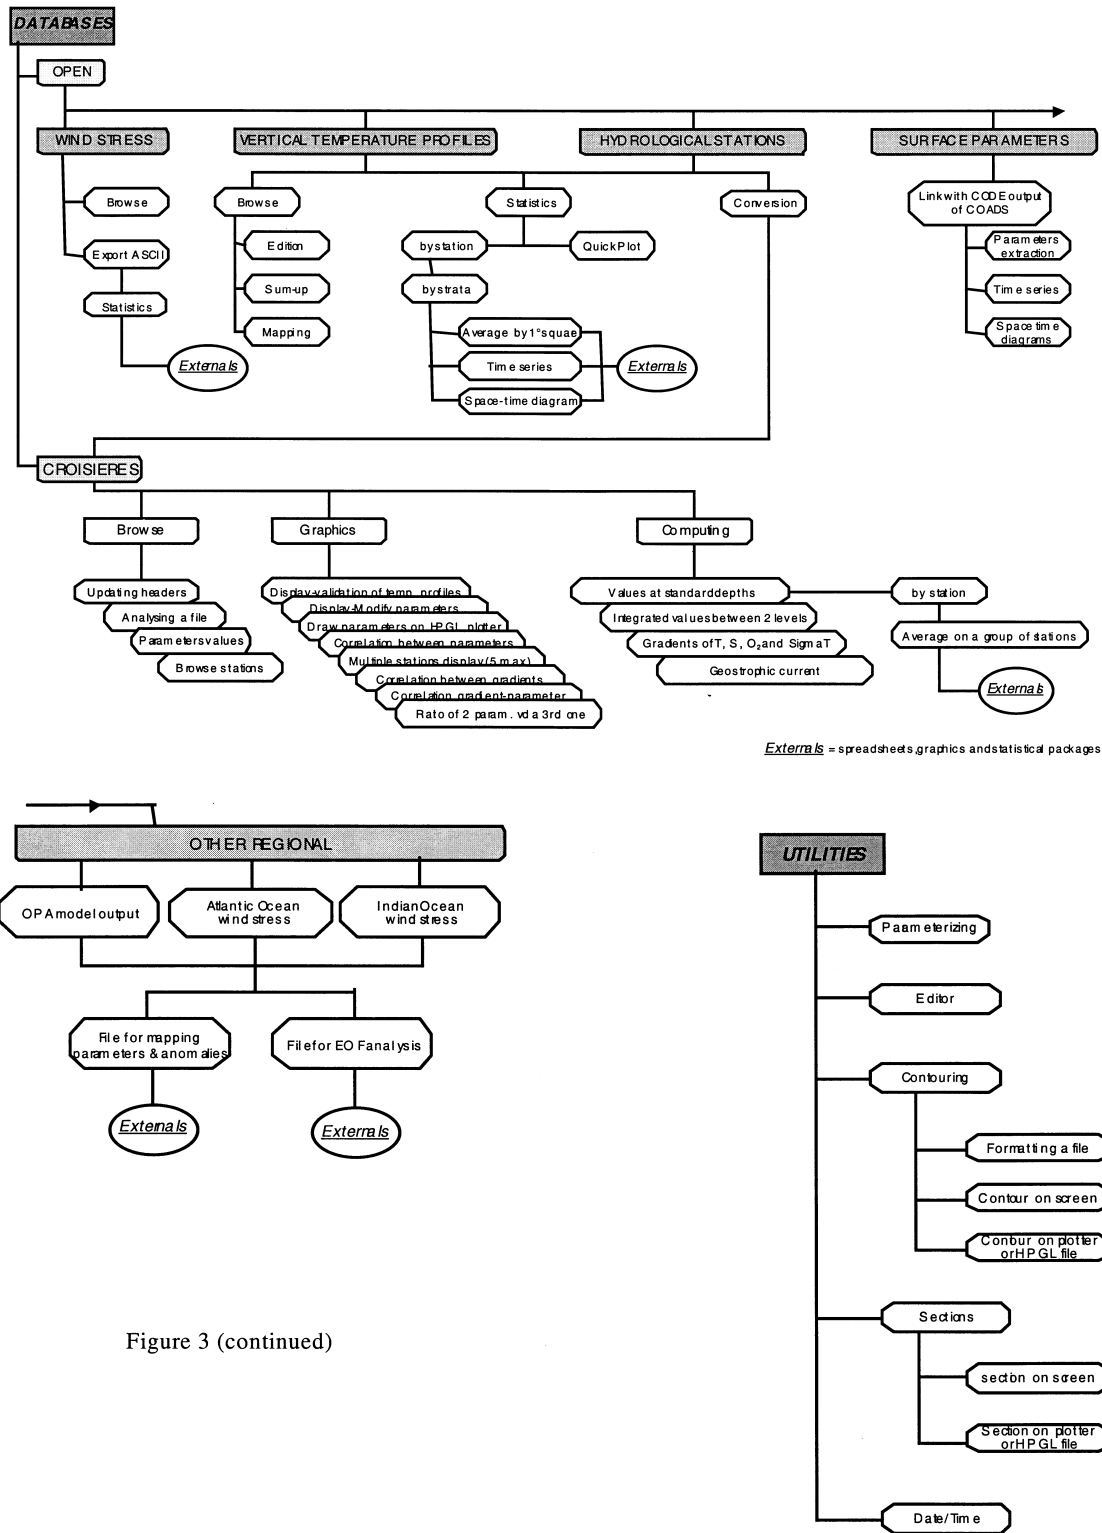 DATABASES
OPEN
WIND STRESS
VERTICAL TEMPERATURE PROFILES
HYDROLOGICAL STATIONS
SURFACE PARAMETERS
Browse
Export ASCII
Statistics
Externals
Browse
Edition
Sum-up
Mapping
Statistics
by station
QuickPlot
by strata
Average by 1° squae
Time series
Space-time diagram
Externals
Conversion
Link with CODE output
of COADS
Parameters
extraction
Time series
Space time
diagrams
CROISIERES
Browse
Graphics
Computing
Updating headers
Analysing a file
Parameters values
Browse stations
Display-validation of temp. profiles
Display-Modify parameters
Draw parameters on HPGL plotter
Correlation between parameters
Multiple stations display (5 max)
Correlation between gradients
Correlation gradient-parameter
Rato of 2 param. vd a 3rd one
Values at standard depths
Integrated values between 2 levels
Gradients of T, S, O₂ and Sigma T
Geostrophic current
by station
Average on a group of stations
Externals
Externals = spreadsheets, graphics and statistical packages
OTHER REGIONAL
OPA model output
Atlantic Ocean
wind stress
Indian Ocean
wind stress
File for mapping
parameters & anomalies
File for EOF analysis
Externals
Externals
UTILITIES
Parameterizing
Editor
Contouring
Formatting a file
Contour on screen
Contour on plotter
or HPGL file
Sections
section on screen
Section on plotter
or HPGL file
Date/Time
Figure 3 (continued)